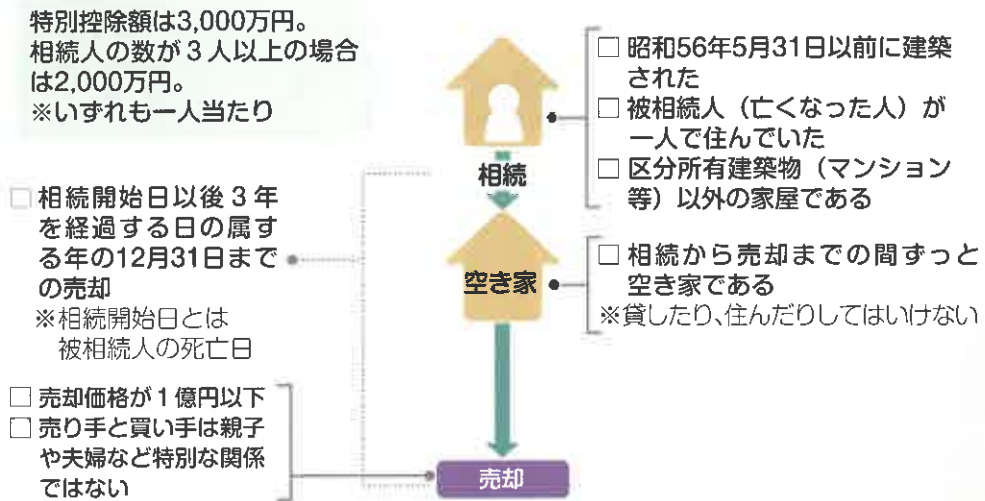 特別控除額は3,000万円。
相続人の数が３人以上の場合
は2,000万円。
※いずれも一人当たり
□ 昭和56年5月31日以前に建築
された
□ 被相続人（亡くなった人）が
一人で住んでいた
□ 区分所有建築物（マンション
等）以外の家屋である
相続
□ 相続開始日以後３年
を経過する日の属す
る年の12月31日まで
の売却
※相続開始日とは
被相続人の死亡日
空き家
□ 相続から売却までの間ずっと
空き家である
※貸したり、住んだりしてはいけない
□ 売却価格が１億円以下
□ 売り手と買い手は親子
や夫婦など特別な関係
ではない
売却